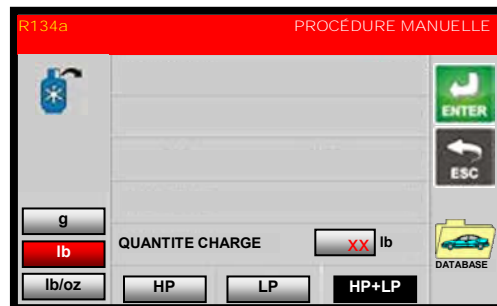 R134a PROCÉDURE MANUELLE
ENTER
ESC
g
lb
lb/oz
QUANTITE CHARGE XX lb
DATABASE
HP LP HP+LP